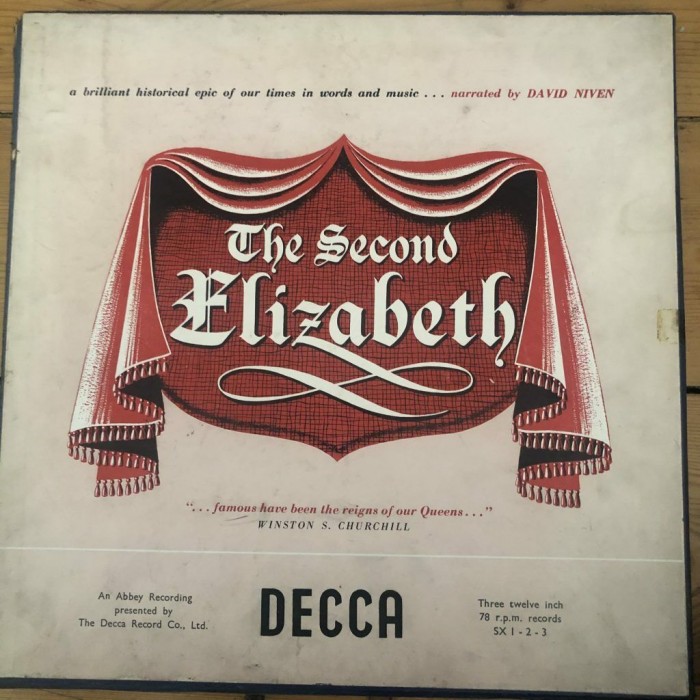 a brilliant historical epic of our times in words and music . . . narrated by DAVID NIVEN
The Second
Elizabeth
“. . . famous have been the reigns of our Queens . . .”
WINSTON S. CHURCHILL
An Abbey Recording
presented by
The Decca Record Co., Ltd.
DECCA
Three twelve inch
78 r.p.m. records
SX 1 - 2 - 3